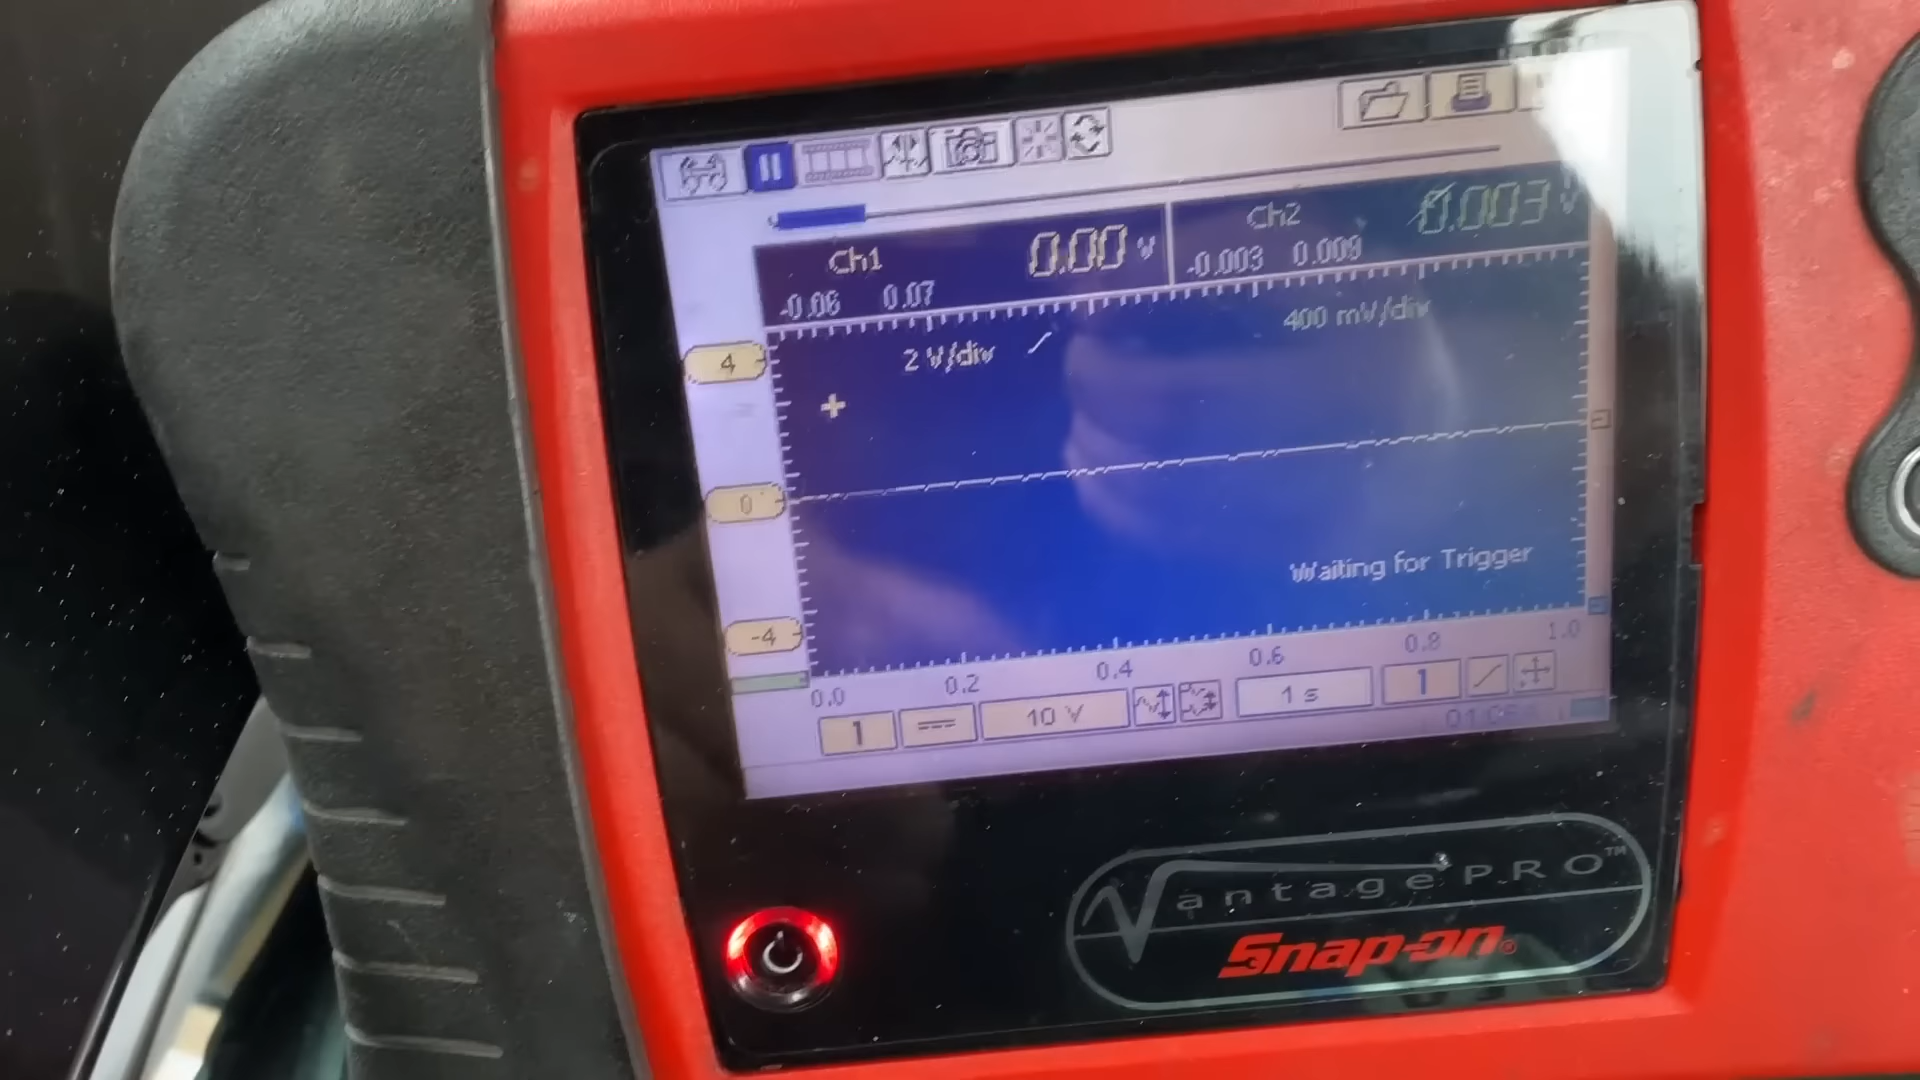 Ch1 0.00 V
-0.06 0.07
Ch2 0.003 V
-0.003 0.009
2 V/div
400 mV/div
4
0
-4
Waiting for Trigger
0.0 0.2 0.4 0.6 0.8 1.0
1 10 V 1 s 1
Vantage PRO™
Snap-on®